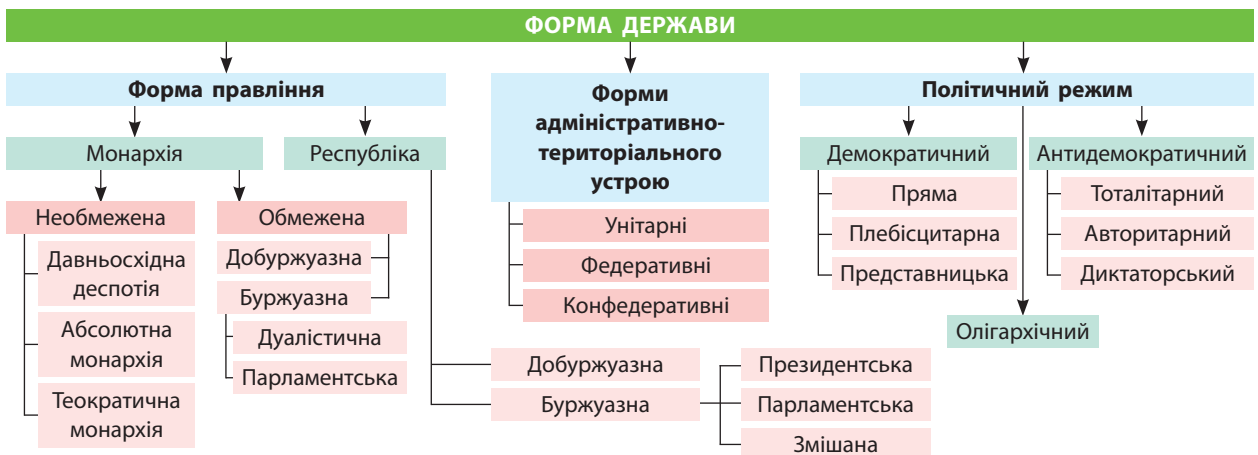 ФОРМА ДЕРЖАВИ
Форма правління
Монархія
Республіка
Необмежена
Давньосхідна
деспотія
Абсолютна
монархія
Теократична
монархія
Обмежена
Добуржуазна
Буржуазна
Дуалістична
Парламентська
Добуржуазна
Буржуазна
Президентська
Парламентська
Змішана
Форми
адміністративно-
територіального
устрою
Унітарні
Федеративні
Конфедеративні
Політичний режим
Демократичний
Пряма
Плебісцитарна
Представницька
Антидемократичний
Тоталітарний
Авторитарний
Диктаторський
Олігархічний